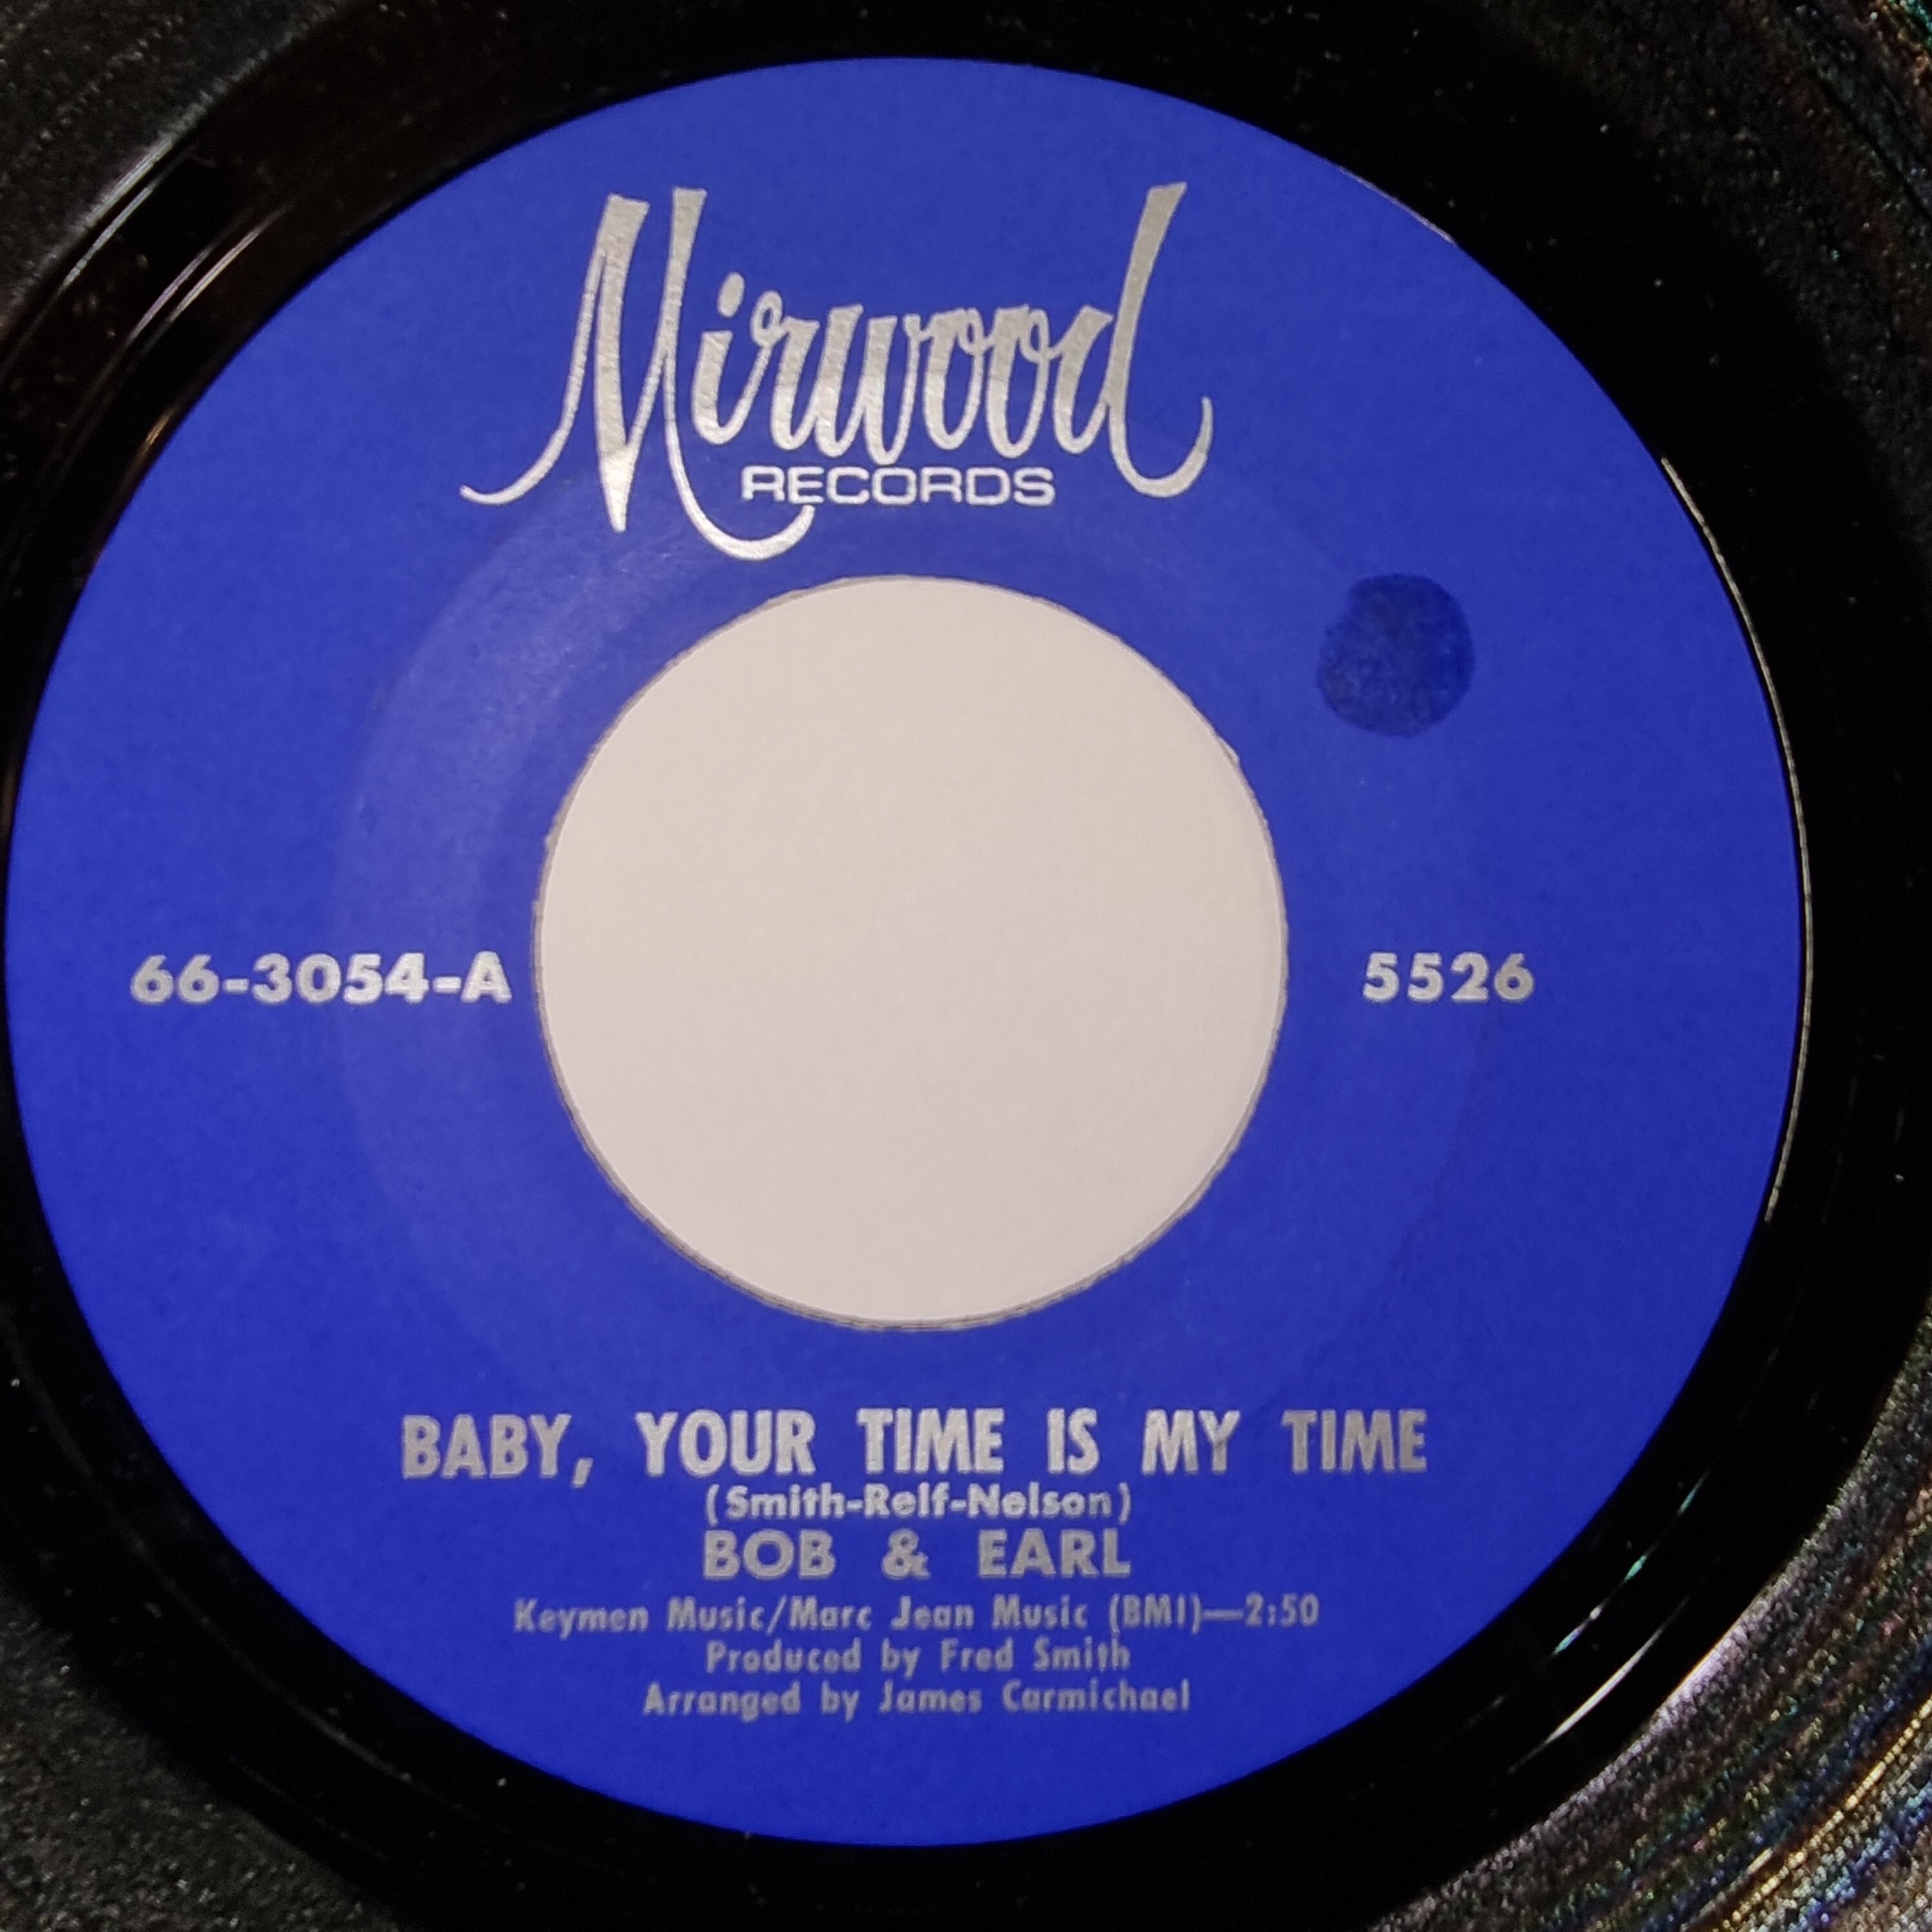 Mirwood
RECORDS
66-3054-A
5526
BABY, YOUR TIME IS MY TIME
(Smith-Relf-Nelson)
BOB & EARL
Keymen Music/Marc Jean Music (BMI)—2:50
Produced by Fred Smith
Arranged by James Carmichael